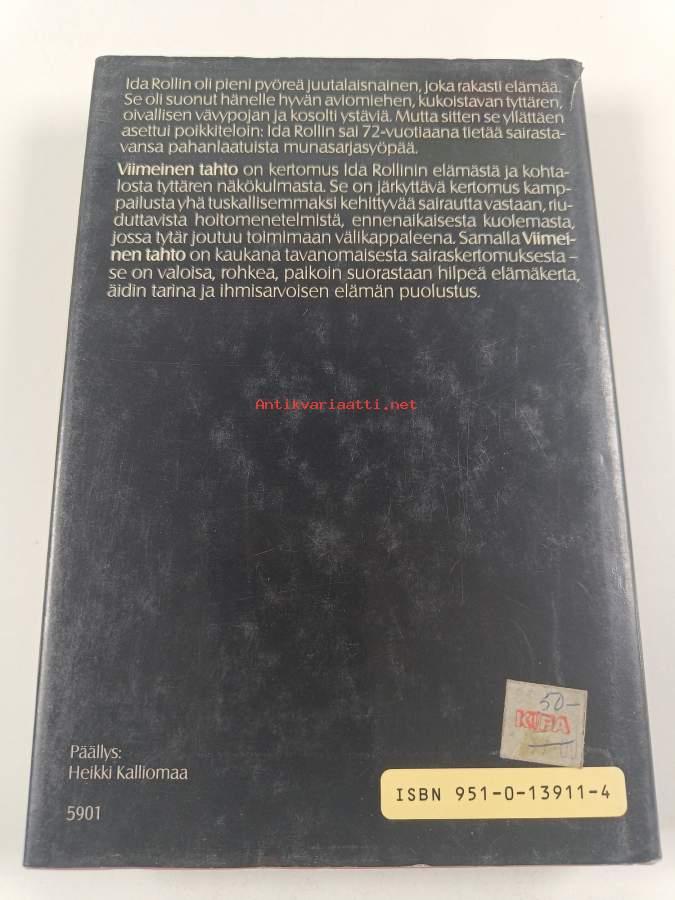 Ida Rollin oli pieni pyöreä juutalaisnainen, joka rakasti elämää.
Se oli suonut hänelle hyvän aviomiehen, kukoistavan tyttären,
oivallisen vävypojan ja kosolti ystäviä. Mutta sitten se yllättäen
asettui poikkiteloin: Ida Rollin sai 72-vuotiaana tietää sairasta-
vansa pahanlaatuista munasarjasyöpää.
Viimeinen tahto on kertomus Ida Rollinin elämästä ja kohta-
losta tyttären näkökulmasta. Se on järkyttävä kertomus kamp-
pailusta yhä tuskallisemmaksi kehittyvää sairautta vastaan, riu-
duttavista hoitomenetelmistä, ennenaikaisesta kuolemasta,
jossa tytär joutuu toimimaan välikappaleena. Samalla Viimei-
nen tahto on kaukana tavanomaisesta sairaskertomuksesta –
se on valoisa, rohkea, paikoin suorastaan hilpeä elämäkerta,
äidin tarina ja ihmisarvoisen elämän puolustus.
Antikvariaatti.net
50-
Päällys:
Heikki Kalliomaa
ISBN 951-0-13911-4
5901